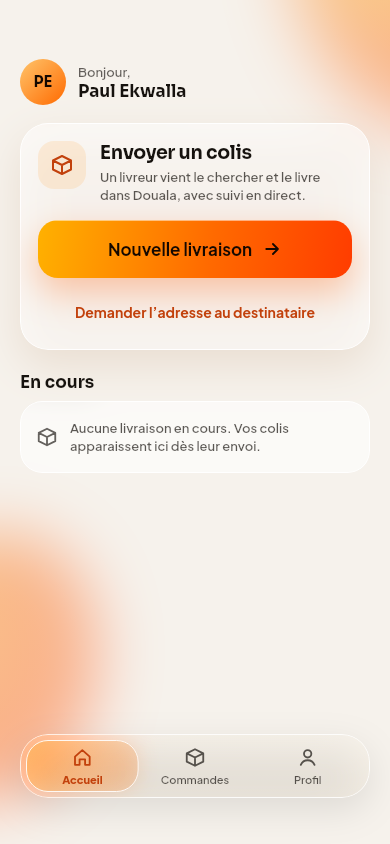 PE
Bonjour,
Paul Ekwalla
Envoyer un colis
Un livreur vient le chercher et le livre
dans Douala, avec suivi en direct.
Nouvelle livraison
Demander l’adresse au destinataire
En cours
Aucune livraison en cours. Vos colis
apparaissent ici dès leur envoi.
Accueil
Commandes
Profil